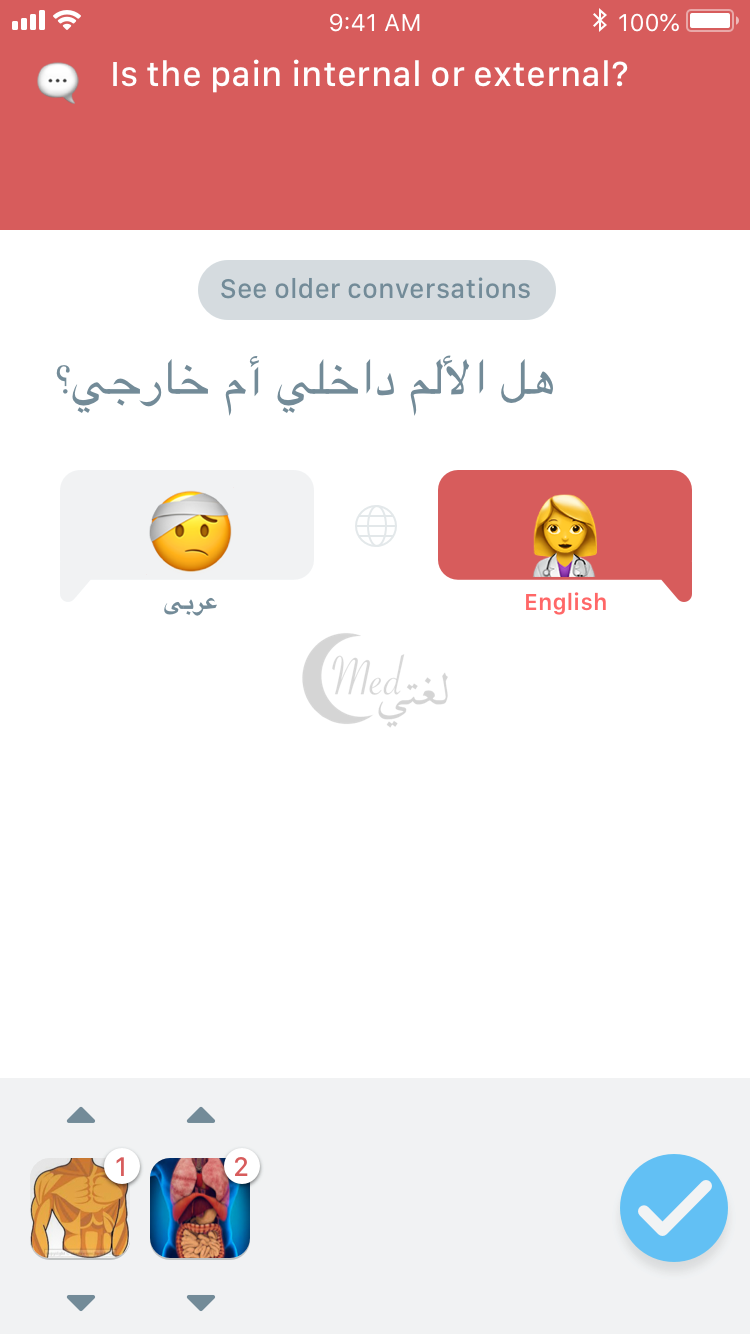 9:41 AM
100%
Is the pain internal or external?
See older conversations
هل الألم داخلي أم خارجي؟
عربى
English
Med لغتي
1
2